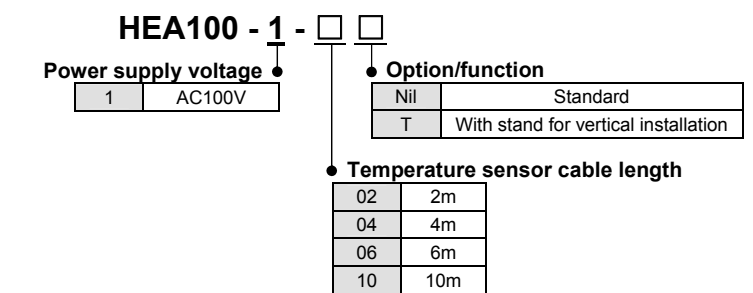 HEA100 - 1 - □ □
Power supply voltage
1 AC100V
Option/function
Nil Standard
T With stand for vertical installation
Temperature sensor cable length
02 2m
04 4m
06 6m
10 10m